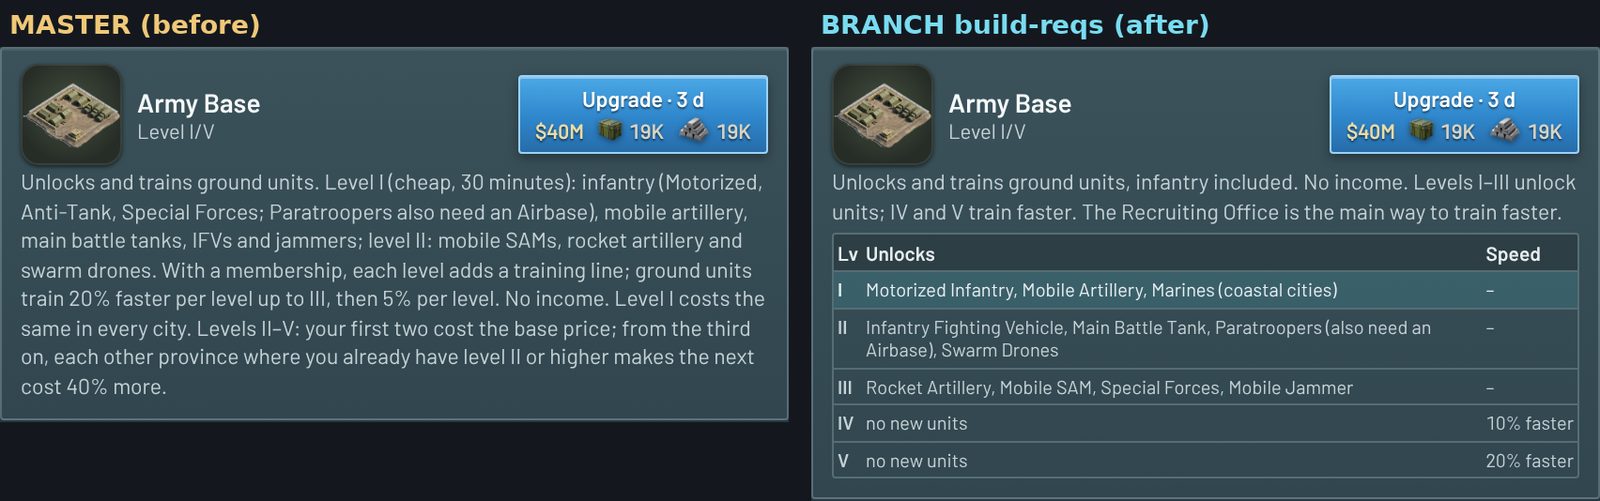 MASTER (before)
Army Base
Level I/V
Upgrade · 3 d
$40M 19K 19K
Unlocks and trains ground units. Level I (cheap, 30 minutes): infantry (Motorized,
Anti-Tank, Special Forces; Paratroopers also need an Airbase), mobile artillery,
main battle tanks, IFVs and jammers; level II: mobile SAMs, rocket artillery and
swarm drones. With a membership, each level adds a training line; ground units
train 20% faster per level up to III, then 5% per level. No income. Level I costs the
same in every city. Levels II–V: your first two cost the base price; from the third
on, each other province where you already have level II or higher makes the next
cost 40% more.
BRANCH build-reqs (after)
Army Base
Level I/V
Upgrade · 3 d
$40M 19K 19K
Unlocks and trains ground units, infantry included. No income. Levels I–III unlock
units; IV and V train faster. The Recruiting Office is the main way to train faster.
Lv Unlocks Speed
I Motorized Infantry, Mobile Artillery, Marines (coastal cities) –
II Infantry Fighting Vehicle, Main Battle Tank, Paratroopers (also need an –
Airbase), Swarm Drones
III Rocket Artillery, Mobile SAM, Special Forces, Mobile Jammer –
IV no new units 10% faster
V no new units 20% faster